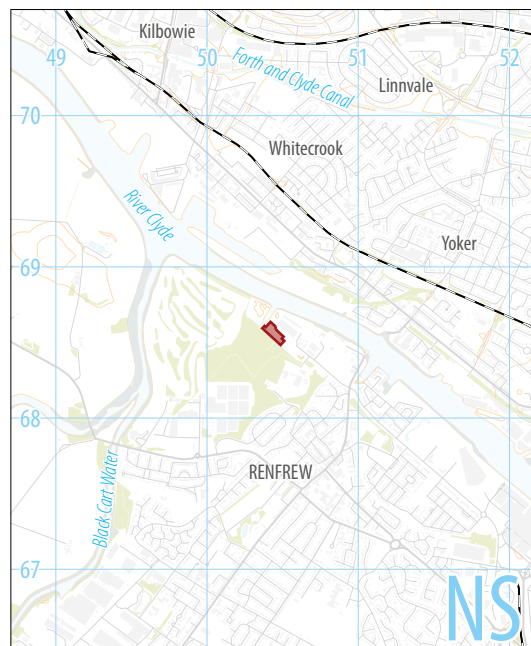 Kilbowie
49
50
51
52
Forth and Clyde Canal
Linnvale
70
Whitecrook
River Clyde
Yoker
69
68
RENFREW
Black Cart Water
67
NS